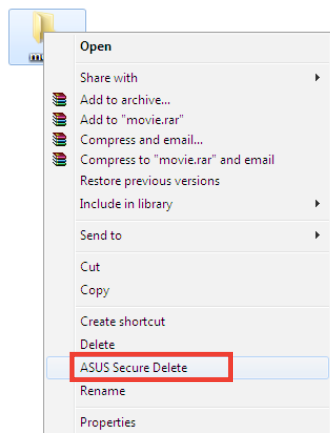 Open
Share with
Add to archive...
Add to "movie.rar"
Compress and email...
Compress to "movie.rar" and email
Restore previous versions
Include in library
Send to
Cut
Copy
Create shortcut
Delete
ASUS Secure Delete
Rename
Properties